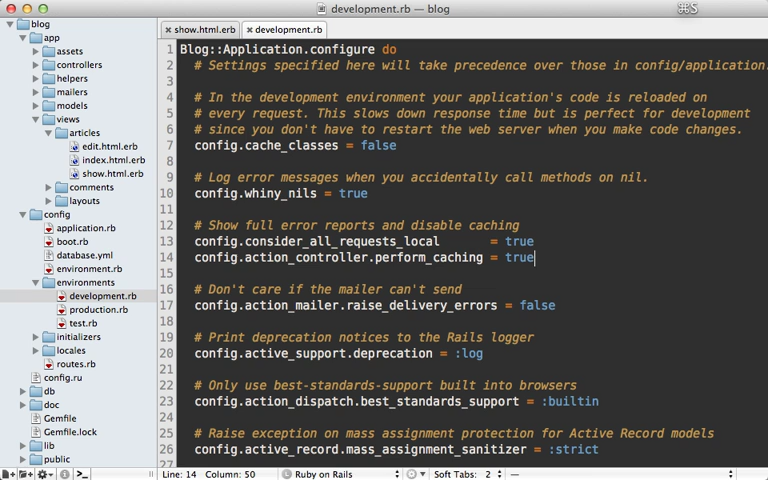 development.rb — blog
⌘S
blog
app
assets
controllers
helpers
mailers
models
views
articles
edit.html.erb
index.html.erb
show.html.erb
comments
layouts
config
application.rb
boot.rb
database.yml
environment.rb
environments
development.rb
production.rb
test.rb
initializers
locales
routes.rb
config.ru
db
doc
Gemfile
Gemfile.lock
lib
public
show.html.erb
development.rb
1 Blog::Application.configure do
2 # Settings specified here will take precedence over those in config/application.
3
4 # In the development environment your application's code is reloaded on
5 # every request. This slows down response time but is perfect for development
6 # since you don't have to restart the web server when you make code changes.
7 config.cache_classes = false
8
9 # Log error messages when you accidentally call methods on nil.
10 config.whiny_nils = true
11
12 # Show full error reports and disable caching
13 config.consider_all_requests_local       = true
14 config.action_controller.perform_caching = true
15
16 # Don't care if the mailer can't send
17 config.action_mailer.raise_delivery_errors = false
18
19 # Print deprecation notices to the Rails logger
20 config.active_support.deprecation = :log
21
22 # Only use best-standards-support built into browsers
23 config.action_dispatch.best_standards_support = :builtin
24
25 # Raise exception on mass assignment protection for Active Record models
26 config.active_record.mass_assignment_sanitizer = :strict
27
Line: 14 Column: 50 Ruby on Rails Soft Tabs: 2 —